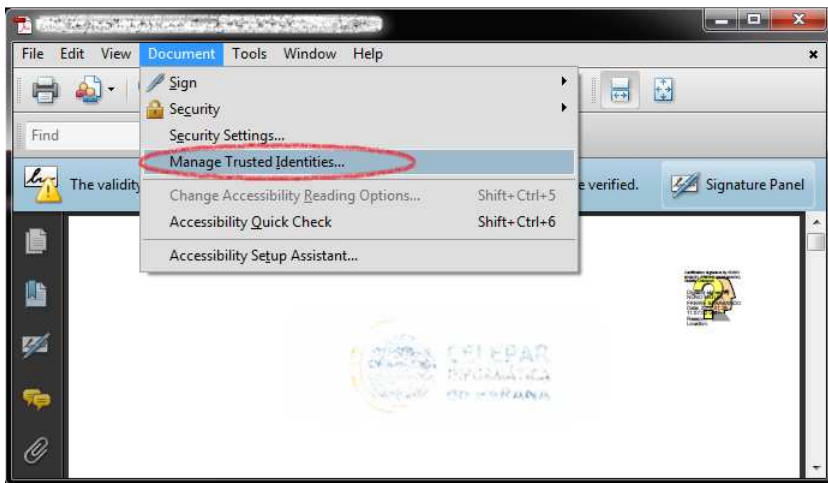 File Edit View Document Tools Window Help
Sign
Security
Find
Security Settings...
Manage Trusted Identities...
The validity
e verified.
Signature Panel
Change Accessibility Reading Options... Shift+Ctrl+5
Accessibility Quick Check Shift+Ctrl+6
Accessibility Setup Assistant...
CELEPAR
INFORMÁTICA
DO PARANÁ